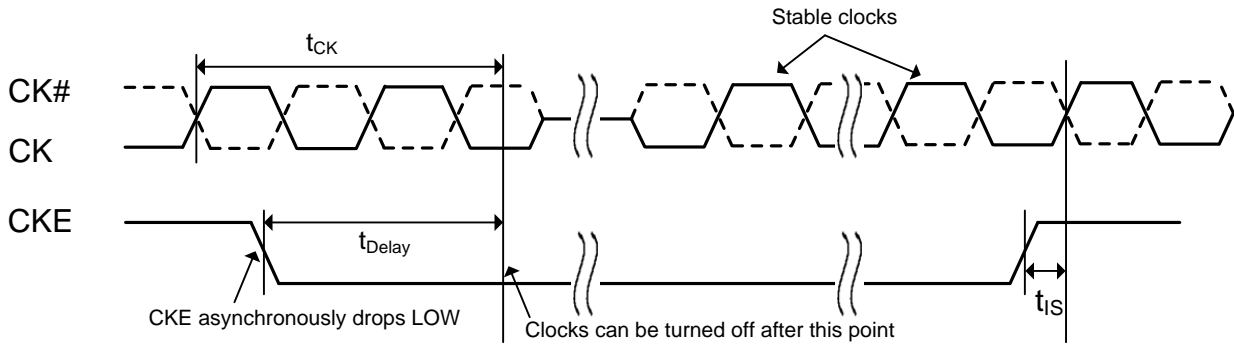 Stable clocks
tCK
CK#
CK
CKE
tDelay
tIS
CKE asynchronously drops LOW
Clocks can be turned off after this point